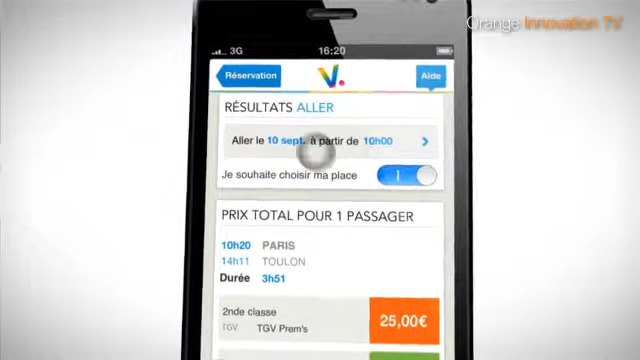 Orange Innovation TV
3G 16:20
Réservation
V.
Aide
RÉSULTATS ALLER
Aller le 10 sept. à partir de 10h00
Je souhaite choisir ma place
PRIX TOTAL POUR 1 PASSAGER
10h20 PARIS
14h11 TOULON
Durée 3h51
2nde classe
TGV TGV Prem's
25,00€